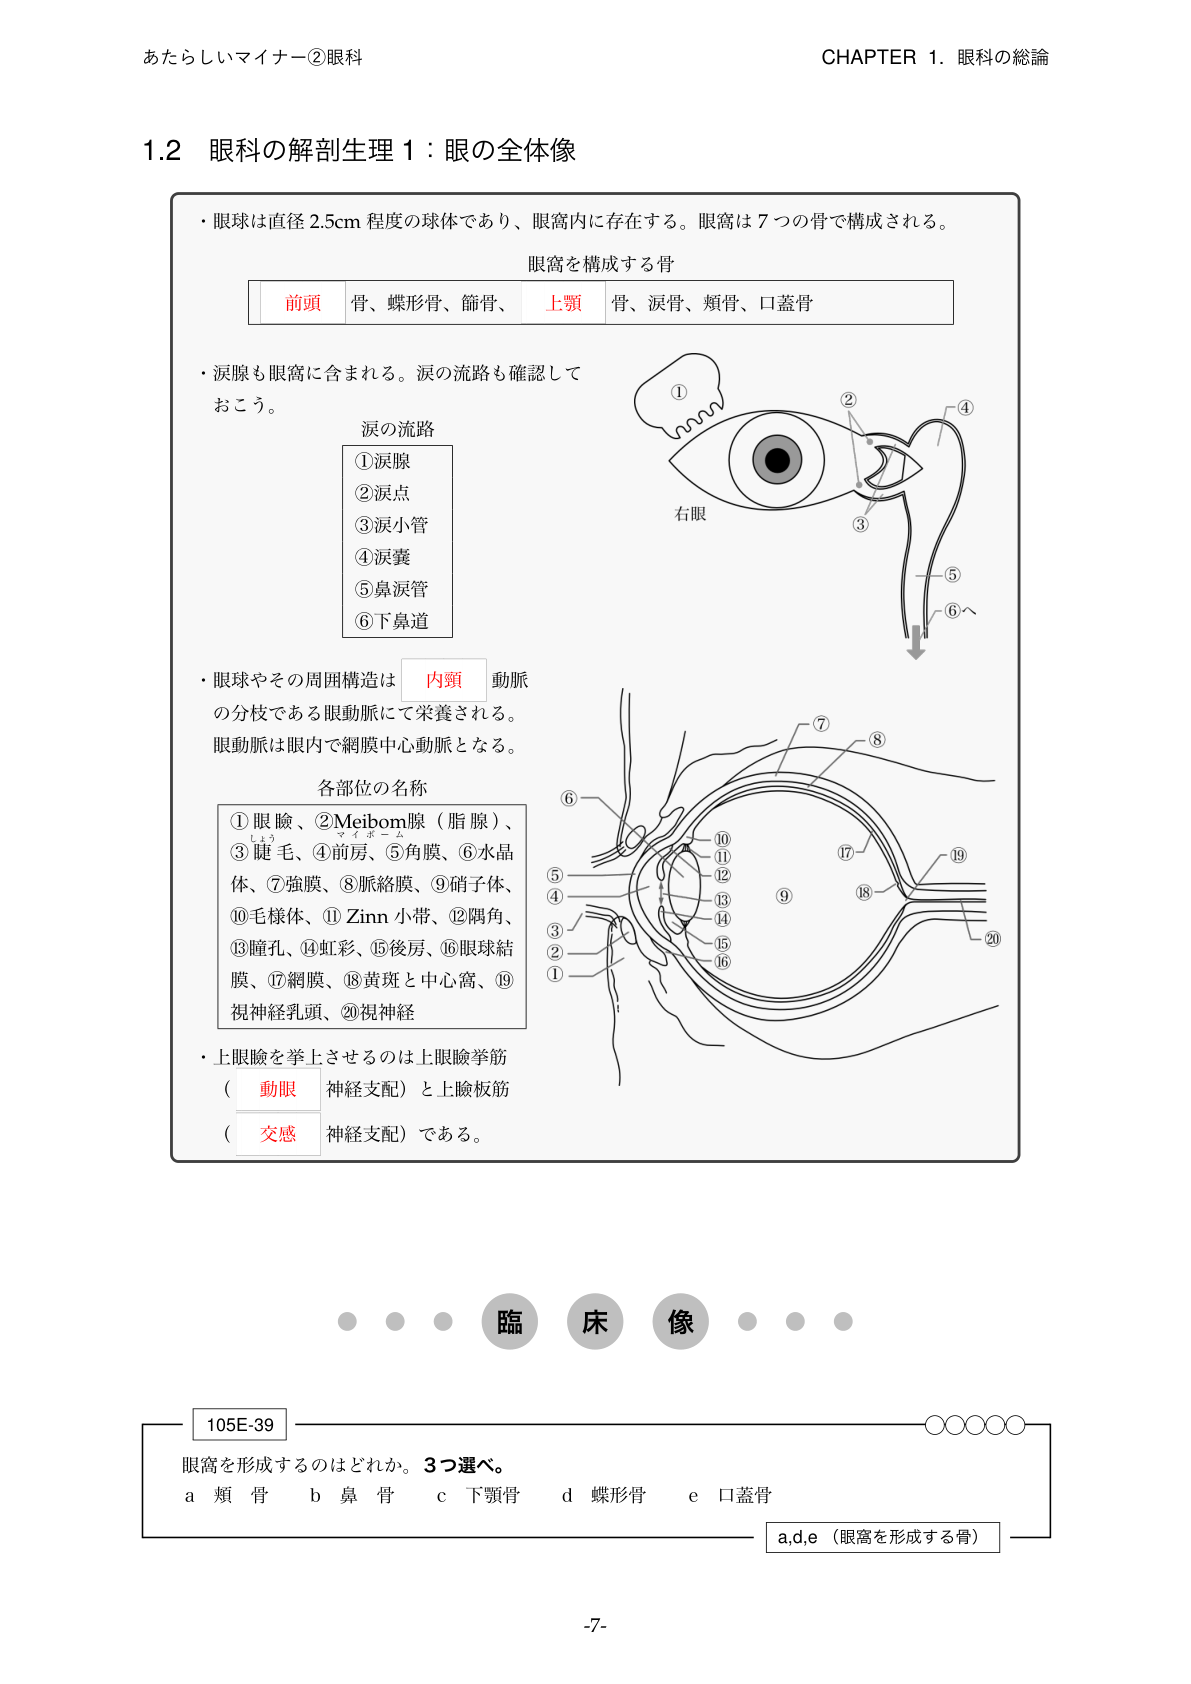 あたらしいマイナー②眼科
CHAPTER 1. 眼科の総論
1.2 眼科の解剖生理 1：眼の全体像
・眼球は直径 2.5cm 程度の球体であり、眼窩内に存在する。眼窩は 7 つの骨で構成される。
眼窩を構成する骨
前頭 骨、蝶形骨、篩骨、 上顎 骨、涙骨、頬骨、口蓋骨
・涙腺も眼窩に含まれる。涙の流路も確認して
おこう。
涙の流路
①涙腺
②涙点
③涙小管
④涙嚢
⑤鼻涙管
⑥下鼻道
①
②
④
右眼
③
⑤
⑥へ
・眼球やその周囲構造は 内頸 動脈
の分枝である眼動脈にて栄養される。
眼動脈は眼内で網膜中心動脈となる。
各部位の名称
①眼瞼、②Meibom腺（脂腺）、
マイボーム
しょう
③睫毛、④前房、⑤角膜、⑥水晶
体、⑦強膜、⑧脈絡膜、⑨硝子体、
⑩毛様体、⑪ Zinn 小帯、⑫隅角、
⑬瞳孔、⑭虹彩、⑮後房、⑯眼球結
膜、⑰網膜、⑱黄斑と中心窩、⑲
視神経乳頭、⑳視神経
⑦
⑧
⑥
⑩
⑪
⑫
⑬
⑭
⑮
⑯
⑤
④
③
②
①
⑨
⑰
⑱
⑲
⑳
・上眼瞼を挙上させるのは上眼瞼挙筋
（ 動眼 神経支配）と上瞼板筋
（ 交感 神経支配）である。
臨 床 像
105E-39
眼窩を形成するのはどれか。3つ選べ。
a 頬 骨 b 鼻 骨 c 下顎骨 d 蝶形骨 e 口蓋骨
a,d,e （眼窩を形成する骨）
-7-